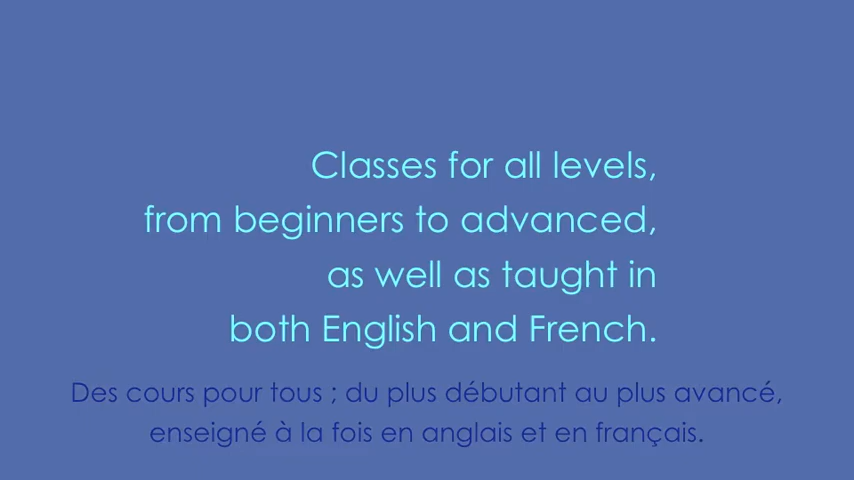 Classes for all levels,
from beginners to advanced,
as well as taught in
both English and French.
Des cours pour tous ; du plus débutant au plus avancé,
enseigné à la fois en anglais et en français.